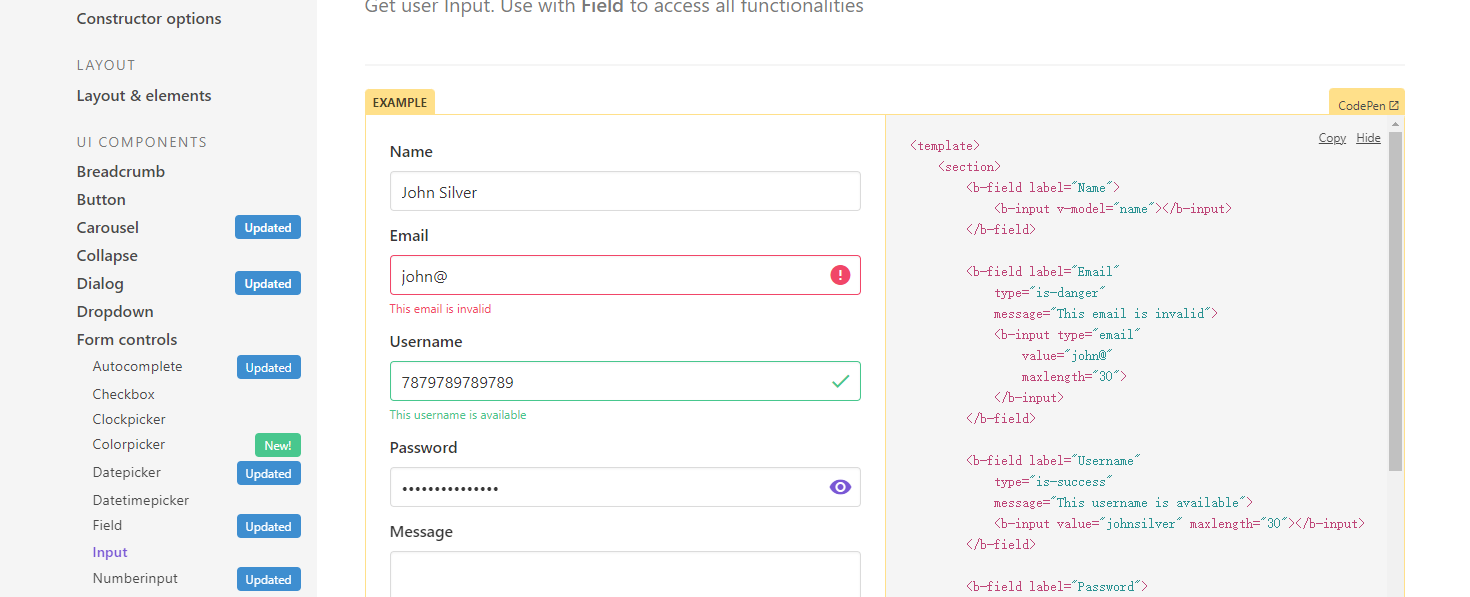 Constructor options
LAYOUT
Layout & elements
UI COMPONENTS
Breadcrumb
Button
Carousel Updated
Collapse
Dialog Updated
Dropdown
Form controls
Autocomplete Updated
Checkbox
Clockpicker
Colorpicker New!
Datepicker Updated
Datetimepicker
Field Updated
Input
Numberinput Updated
Get user Input. Use with Field to access all functionalities
EXAMPLE
CodePen
Name
John Silver
Email
john@
This email is invalid
Username
7879789789789
This username is available
Password
•••••••••••••••
Message
Copy Hide
<template>
<section>
<b-field label="Name">
<b-input v-model="name"></b-input>
</b-field>
<b-field label="Email"
type="is-danger"
message="This email is invalid">
<b-input type="email"
value="john@"
maxlength="30">
</b-input>
</b-field>
<b-field label="Username"
type="is-success"
message="This username is available">
<b-input value="johnsilver" maxlength="30"></b-input>
</b-field>
<b-field label="Password">